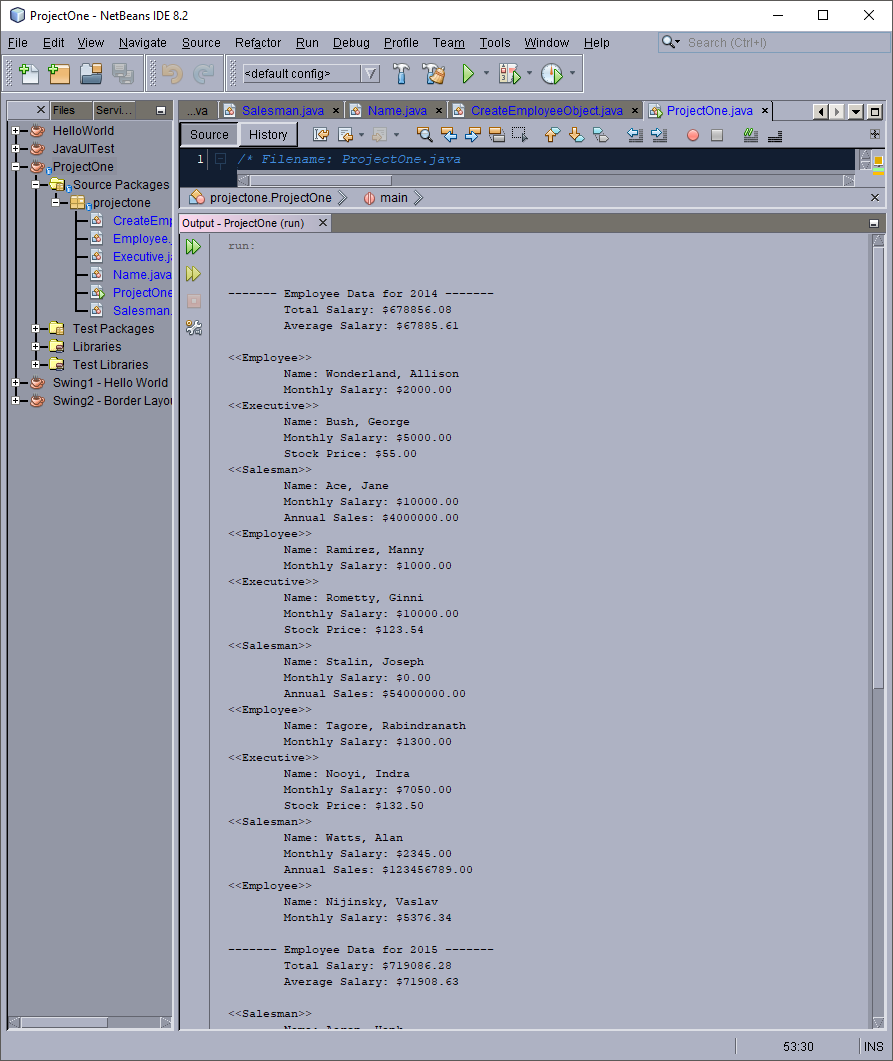 ProjectOne - NetBeans IDE 8.2
File Edit View Navigate Source Refactor Run Debug Profile Team Tools Window Help
Search (Ctrl+I)
<default config>
Files Servi...
...va Salesman.java Name.java CreateEmployeeObject.java ProjectOne.java
Source History
1 /* Filename: ProjectOne.java
projectone.ProjectOne main
HelloWorld
JavaUITest
ProjectOne
Source Packages
projectone
CreateEmp
Employee.
Executive.j
Name.java
ProjectOne
Salesman.
Test Packages
Libraries
Test Libraries
Swing1 - Hello World
Swing2 - Border Layou
Output - ProjectOne (run)
run:
------- Employee Data for 2014 -------
Total Salary: $678856.08
Average Salary: $67885.61
<<Employee>>
Name: Wonderland, Allison
Monthly Salary: $2000.00
<<Executive>>
Name: Bush, George
Monthly Salary: $5000.00
Stock Price: $55.00
<<Salesman>>
Name: Ace, Jane
Monthly Salary: $10000.00
Annual Sales: $4000000.00
<<Employee>>
Name: Ramirez, Manny
Monthly Salary: $1000.00
<<Executive>>
Name: Rometty, Ginni
Monthly Salary: $10000.00
Stock Price: $123.54
<<Salesman>>
Name: Stalin, Joseph
Monthly Salary: $0.00
Annual Sales: $54000000.00
<<Employee>>
Name: Tagore, Rabindranath
Monthly Salary: $1300.00
<<Executive>>
Name: Nooyi, Indra
Monthly Salary: $7050.00
Stock Price: $132.50
<<Salesman>>
Name: Watts, Alan
Monthly Salary: $2345.00
Annual Sales: $123456789.00
<<Employee>>
Name: Nijinsky, Vaslav
Monthly Salary: $5376.34
------- Employee Data for 2015 -------
Total Salary: $719086.28
Average Salary: $71908.63
<<Salesman>>
53:30 INS